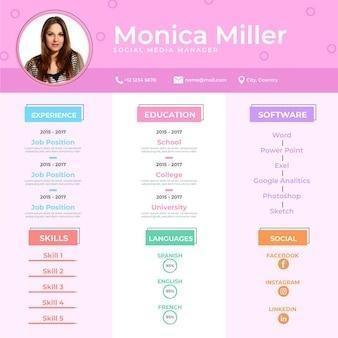 Monica Miller
SOCIAL MEDIA MANAGER
+12 1234 5670
name@mail.com
City, Country
EXPERIENCE
2015 - 2017
Job Position
2015 - 2017
Job Position
2015 - 2017
Job Position
EDUCATION
2015 - 2017
School
2015 - 2017
College
2015 - 2017
University
SOFTWARE
Word
Power Point
Exel
Google Analitics
Photoshop
Sketch
SKILLS
Skill 1
Skill 2
Skill 3
Skill 4
Skill 5
LANGUAGES
SPANISH
95%
ENGLISH
95%
FRENCH
95%
SOCIAL
FACEBOOK
INSTAGRAM
LINKEDIN